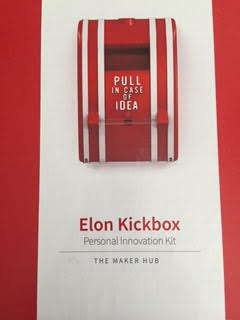 PULL
IN CASE
OF
IDEA
Elon Kickbox
Personal Innovation Kit
THE MAKER HUB